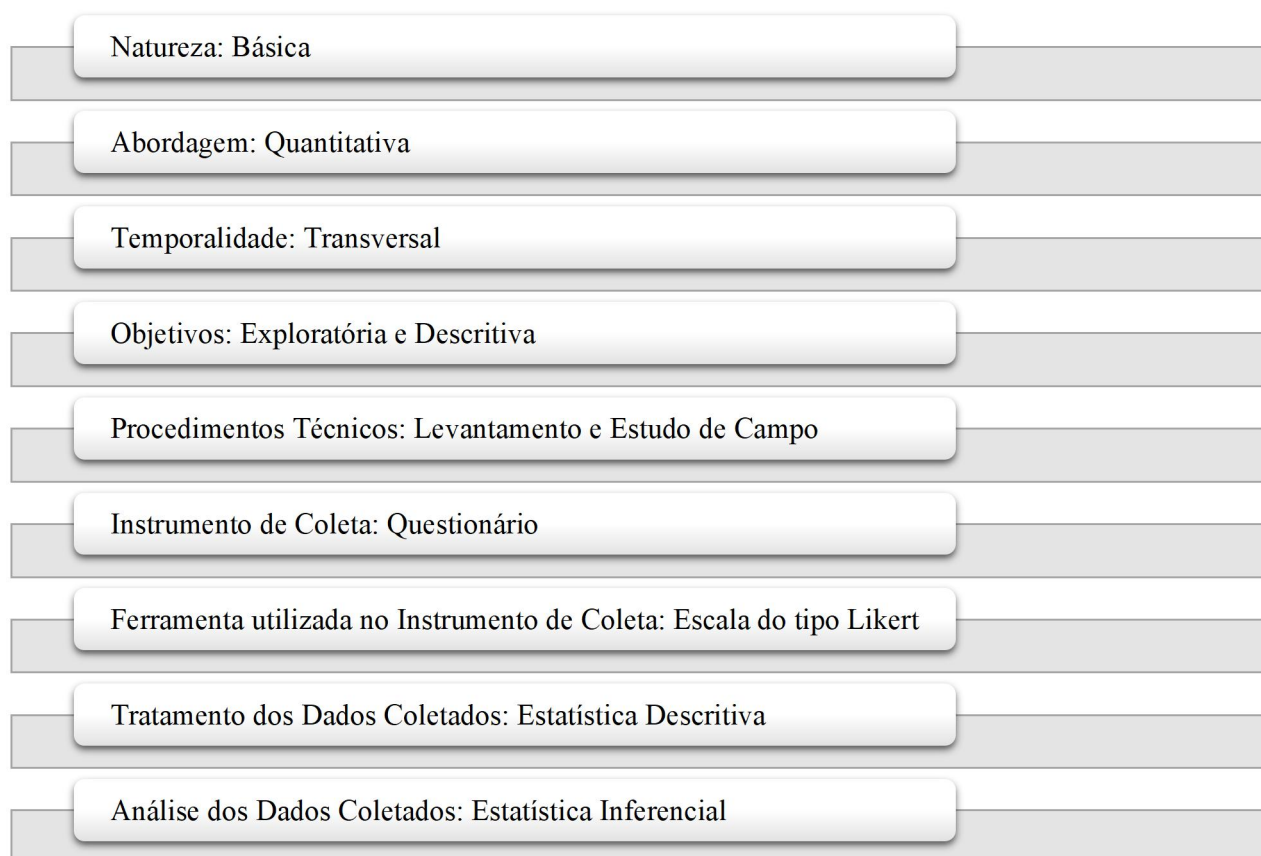 Natureza: Básica
Abordagem: Quantitativa
Temporalidade: Transversal
Objetivos: Exploratória e Descritiva
Procedimentos Técnicos: Levantamento e Estudo de Campo
Instrumento de Coleta: Questionário
Ferramenta utilizada no Instrumento de Coleta: Escala do tipo Likert
Tratamento dos Dados Coletados: Estatística Descritiva
Análise dos Dados Coletados: Estatística Inferencial